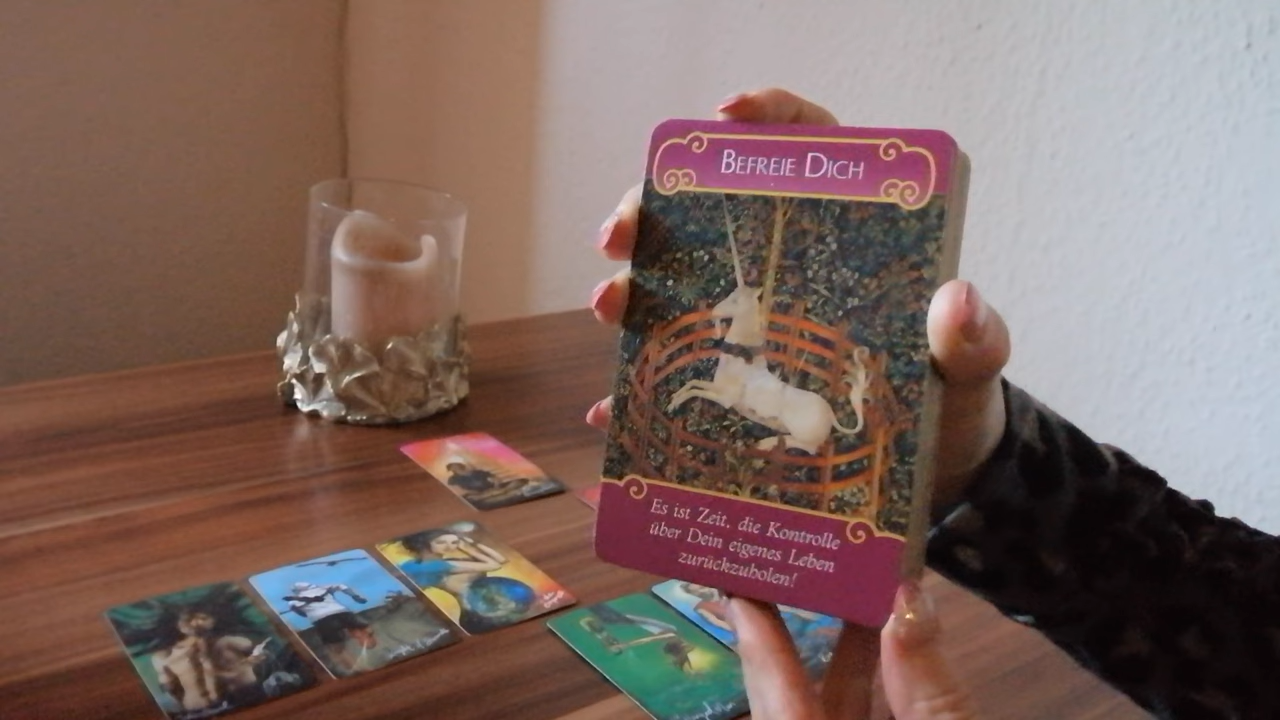 BEFREIE DICH
Es ist Zeit, die Kontrolle
über Dein eigenes Leben
zurückzuholen!